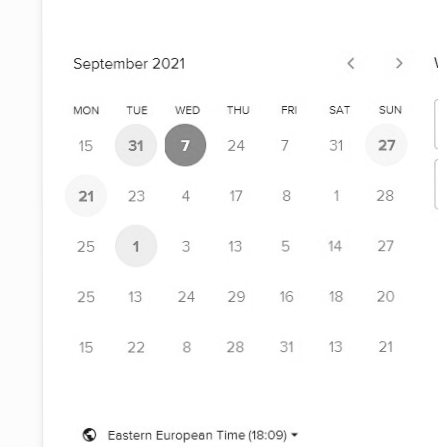 September 2021
MON TUE WED THU FRI SAT SUN
15 31 7 24 7 31 27
21 23 4 17 8 1 28
25 1 3 13 5 14 27
25 13 24 29 16 18 20
15 22 8 28 31 13 21
Eastern European Time (18:09)